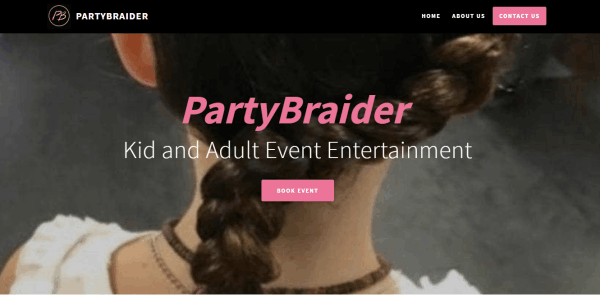 PB PARTYBRAIDER
HOME ABOUT US CONTACT US
PartyBraider
Kid and Adult Event Entertainment
BOOK EVENT